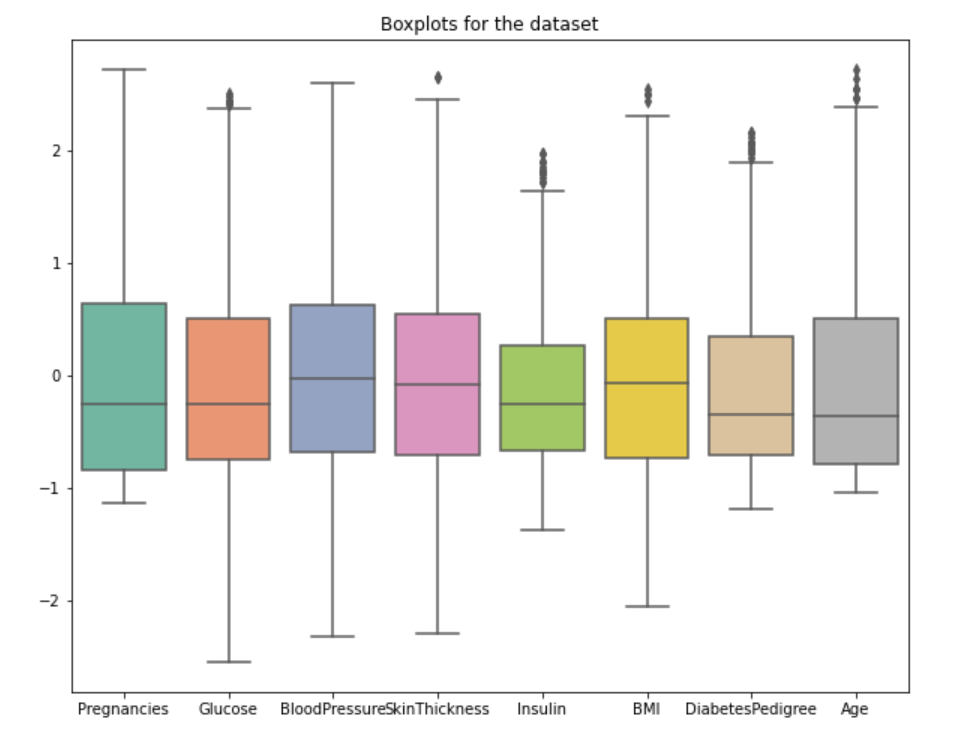 Boxplots for the dataset
2
1
0
−1
−2
Pregnancies Glucose BloodPressure SkinThickness Insulin BMI DiabetesPedigree Age